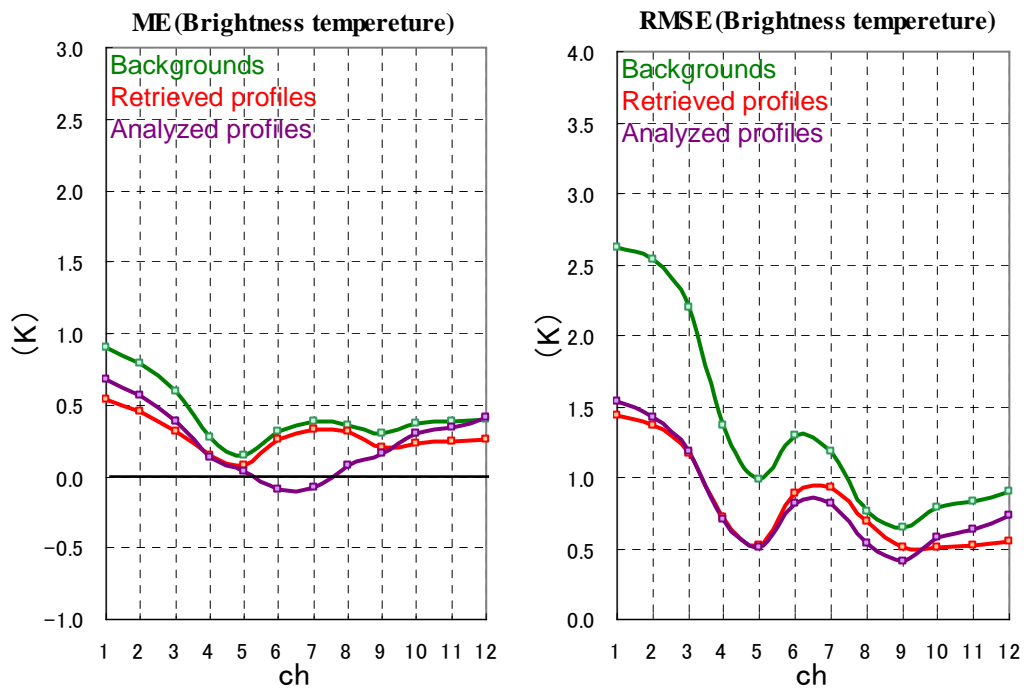 ME(Brightness tempereture)
3.0
Backgrounds
Retrieved profiles
2.5
Analyzed profiles
2.0
1.5
1.0
0.5
0.0
−0.5
−1.0
(K)
1 2 3 4 5 6 7 8 9 10 11 12
ch
RMSE(Brightness tempereture)
4.0
Backgrounds
Retrieved profiles
3.5
Analyzed profiles
3.0
2.5
2.0
1.5
1.0
0.5
0.0
(K)
1 2 3 4 5 6 7 8 9 10 11 12
ch